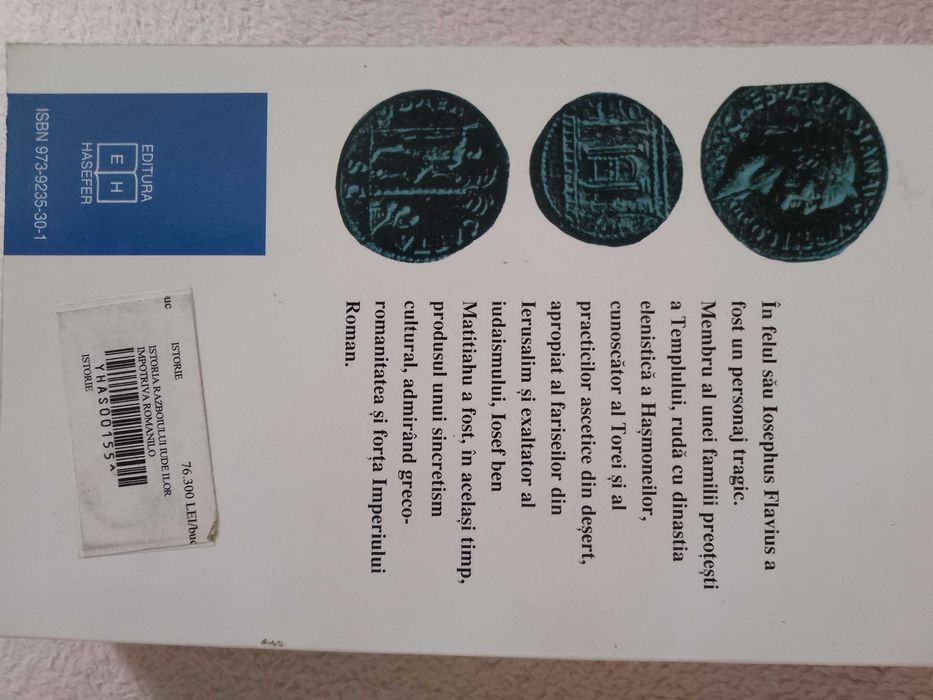 În felul său Iosephus Flavius a
fost un personaj tragic.
Membru al unei familii preoțești
a Templului, rudă cu dinastia
elenistică a Hașmoneilor,
cunoscător al Torei și al
practicilor ascetice din deșert,
apropiat al fariseilor din
Ierusalim și exaltator al
iudaismului, Iosef ben
Matitiahu a fost, în același timp,
produsul unui sincretism
cultural, admirând greco-
romanitatea și forța Imperiului
Roman.
EDITURA
E H
HASEFER
ISBN 973-9235-30-1
uc
ISTORIE
76.300 LEI/buc
ISTORIA RAZBOIULUI IUDE ILOR
IMPOTRIVA ROMANILO
YHAS00155^
ISTORIE